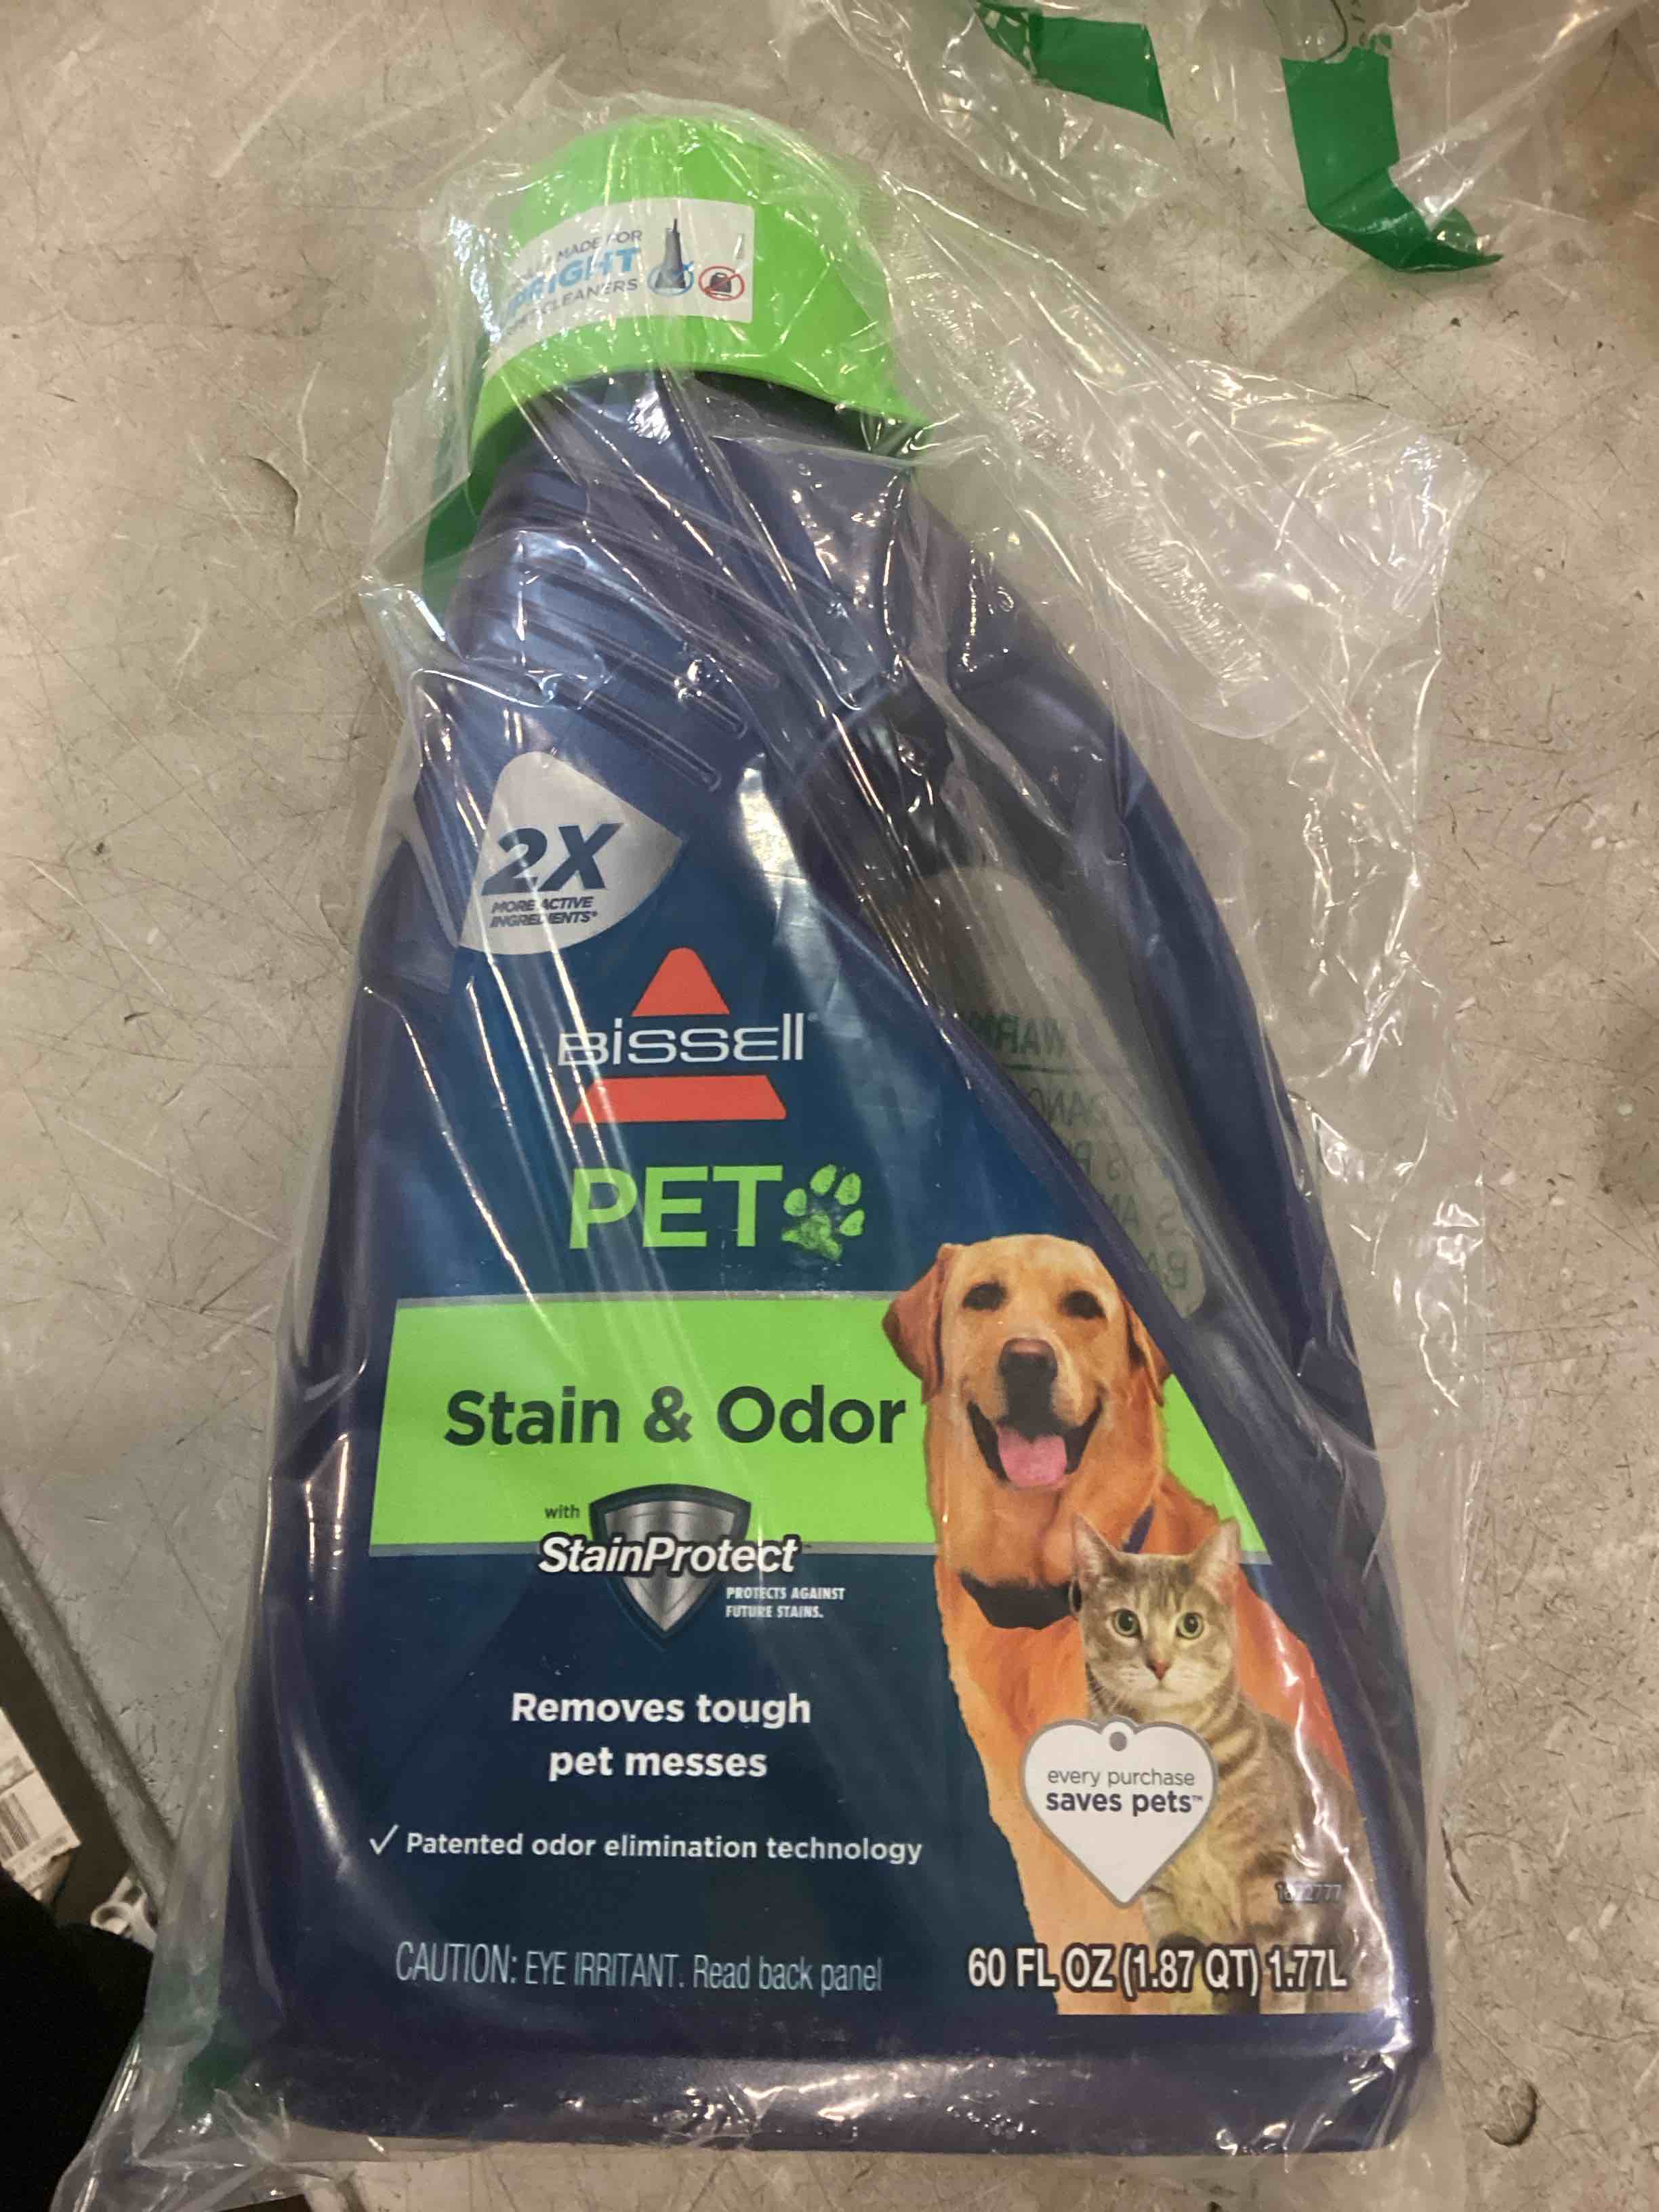 MADE FOR
UPRIGHT
CLEANERS
2X
MORE ACTIVE
INGREDIENTS*
BISSELL
PET
Stain & Odor
with
StainProtect
PROTECTS AGAINST
FUTURE STAINS.
Removes tough
pet messes
✓ Patented odor elimination technology
every purchase
saves pets™
CAUTION: EYE IRRITANT. Read back panel
60 FL OZ (1.87 QT) 1.77L